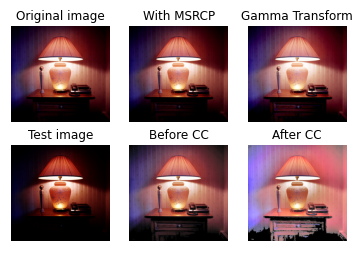 Original image
With MSRCP
Gamma Transform
Test image
Before CC
After CC